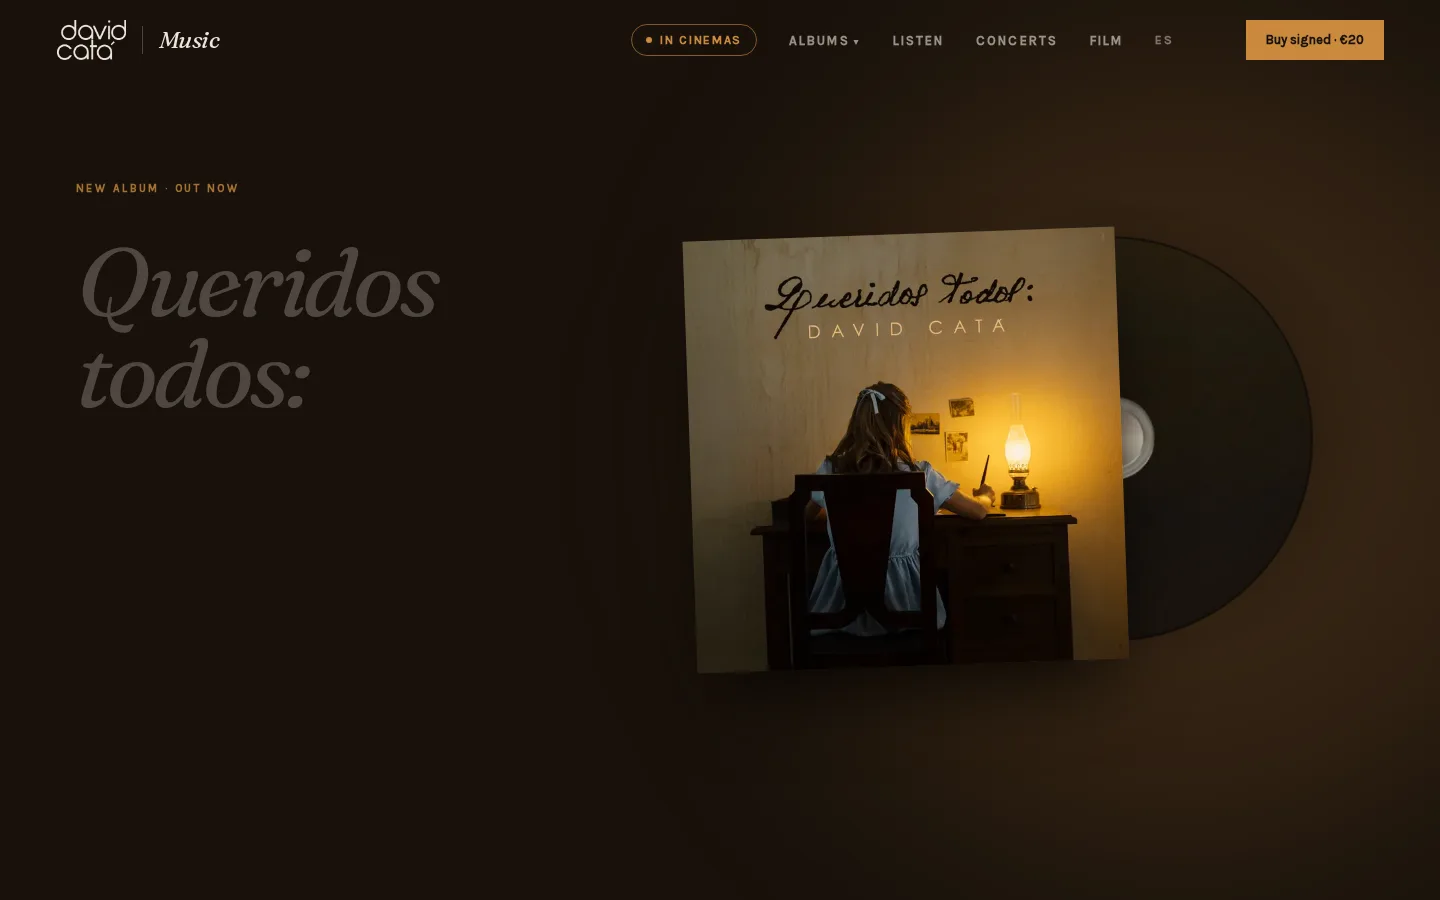 david
catá
Music
IN CINEMAS
ALBUMS ▾
LISTEN
CONCERTS
FILM
ES
Buy signed · €20
NEW ALBUM · OUT NOW
Queridos
todos:
Queridos Todos:
DAVID CATÁ